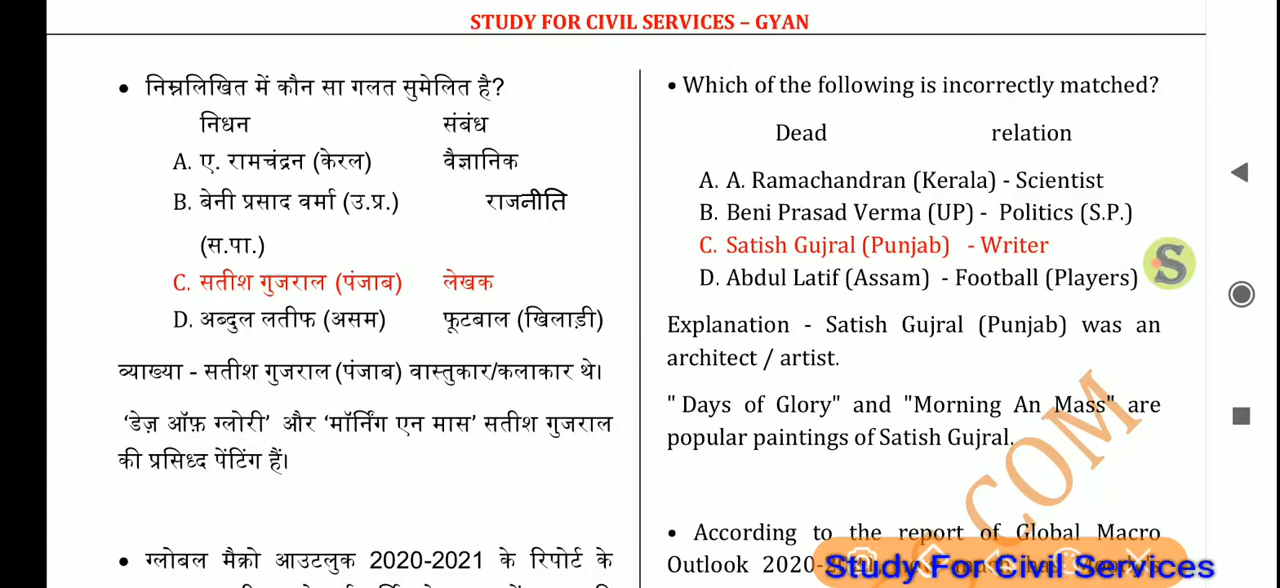 STUDY FOR CIVIL SERVICES – GYAN
• निम्नलिखित में कौन सा गलत सुमेलित है?
निधन संबंध
A. ए. रामचंद्रन (केरल) वैज्ञानिक
B. बेनी प्रसाद वर्मा (उ.प्र.) राजनीति
(स.पा.)
C. सतीश गुजराल (पंजाब) लेखक
D. अब्दुल लतीफ (असम) फूटबाल (खिलाड़ी)
व्याख्या - सतीश गुजराल (पंजाब) वास्तुकार/कलाकार थे।
‘डेज़ ऑफ़ ग्लोरी’ और ‘मॉर्निंग एन मास’ सतीश गुजराल
की प्रसिध्द पेंटिंग हैं।
• ग्लोबल मैक्रो आउटलुक 2020-2021 के रिपोर्ट के
• Which of the following is incorrectly matched?
Dead relation
A. A. Ramachandran (Kerala) - Scientist
B. Beni Prasad Verma (UP) - Politics (S.P.)
C. Satish Gujral (Punjab) - Writer
D. Abdul Latif (Assam) - Football (Players)
Explanation - Satish Gujral (Punjab) was an
architect / artist.
" Days of Glory" and "Morning An Mass" are
popular paintings of Satish Gujral.
• According to the report of Global Macro
Outlook 2020-
S
.COM
Study For Civil Services